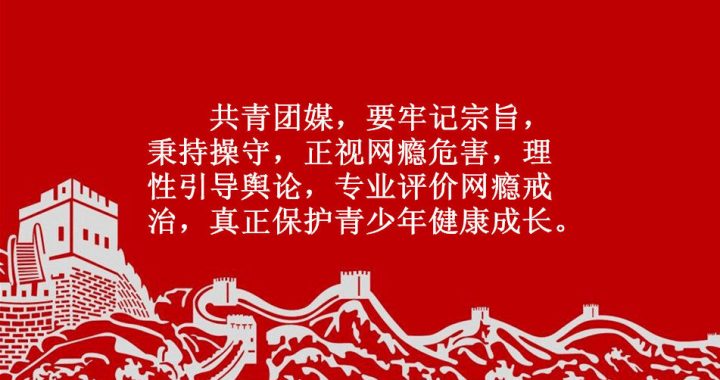 共青团媒，要牢记宗旨，
秉持操守，正视网瘾危害，理
性引导舆论，专业评价网瘾戒
治，真正保护青少年健康成长。